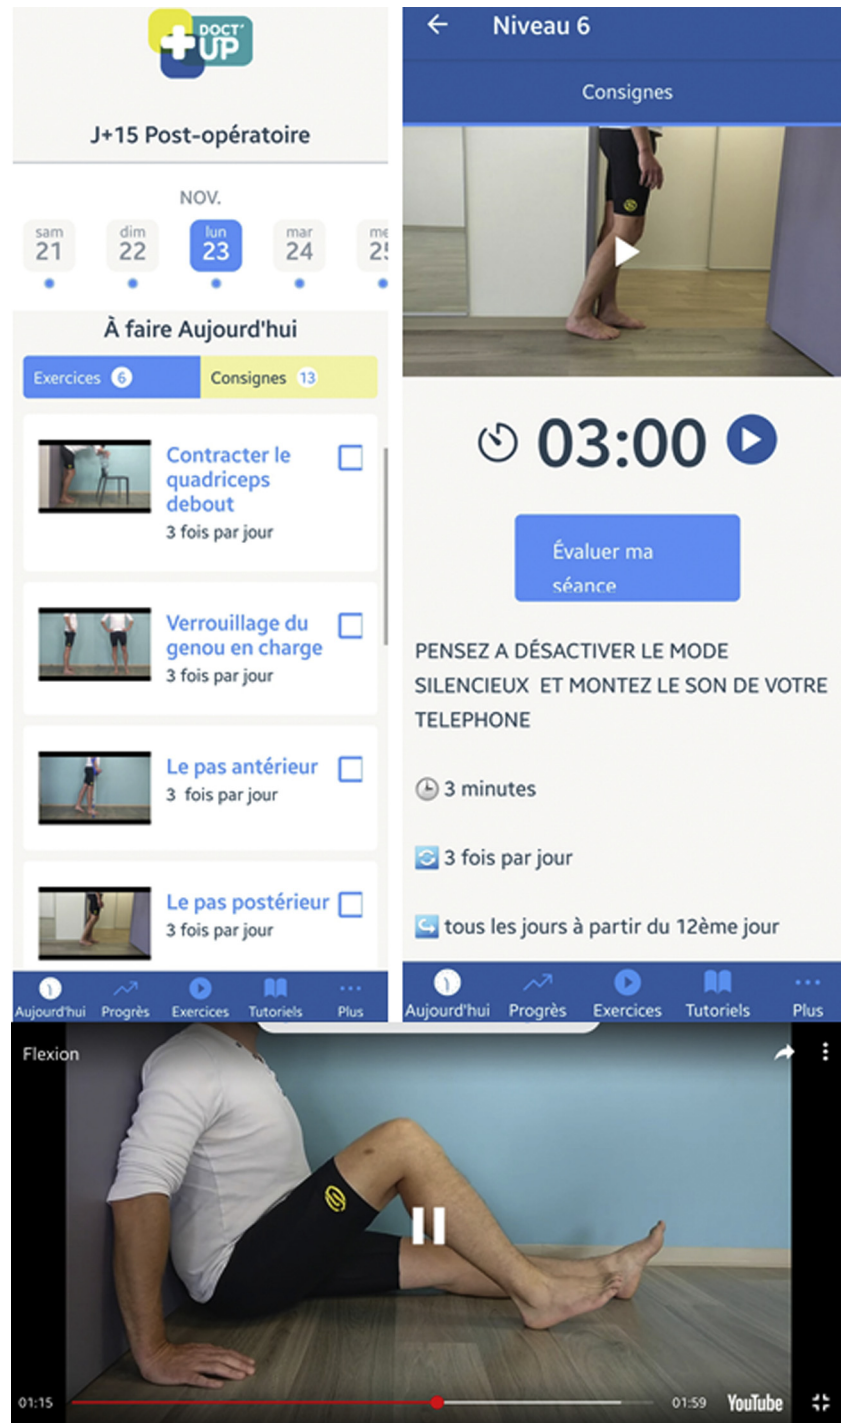 DOCT'
UP
J+15 Post-opératoire
NOV.
sam
21
dim
22
lun
23
mar
24
À faire Aujourd'hui
Exercices 6
Consignes 13
Contracter le
quadriceps
debout
3 fois par jour
Verrouillage du
genou en charge
3 fois par jour
Le pas antérieur
3 fois par jour
Le pas postérieur
3 fois par jour
Aujourd'hui Progrès Exercices Tutoriels Plus
Niveau 6
Consignes
03:00
Évaluer ma
séance
PENSEZ A DÉSACTIVER LE MODE
SILENCIEUX ET MONTEZ LE SON DE VOTRE
TELEPHONE
3 minutes
3 fois par jour
tous les jours à partir du 12ème jour
Aujourd'hui Progrès Exercices Tutoriels Plus
Flexion
01:15
01:59 YouTube